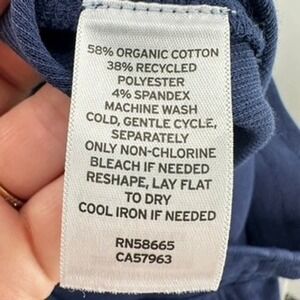 58% ORGANIC COTTON
38% RECYCLED
POLYESTER
4% SPANDEX
MACHINE WASH
COLD, GENTLE CYCLE,
SEPARATELY
ONLY NON-CHLORINE
BLEACH IF NEEDED
RESHAPE, LAY FLAT
TO DRY
COOL IRON IF NEEDED
RN58665
CA57963